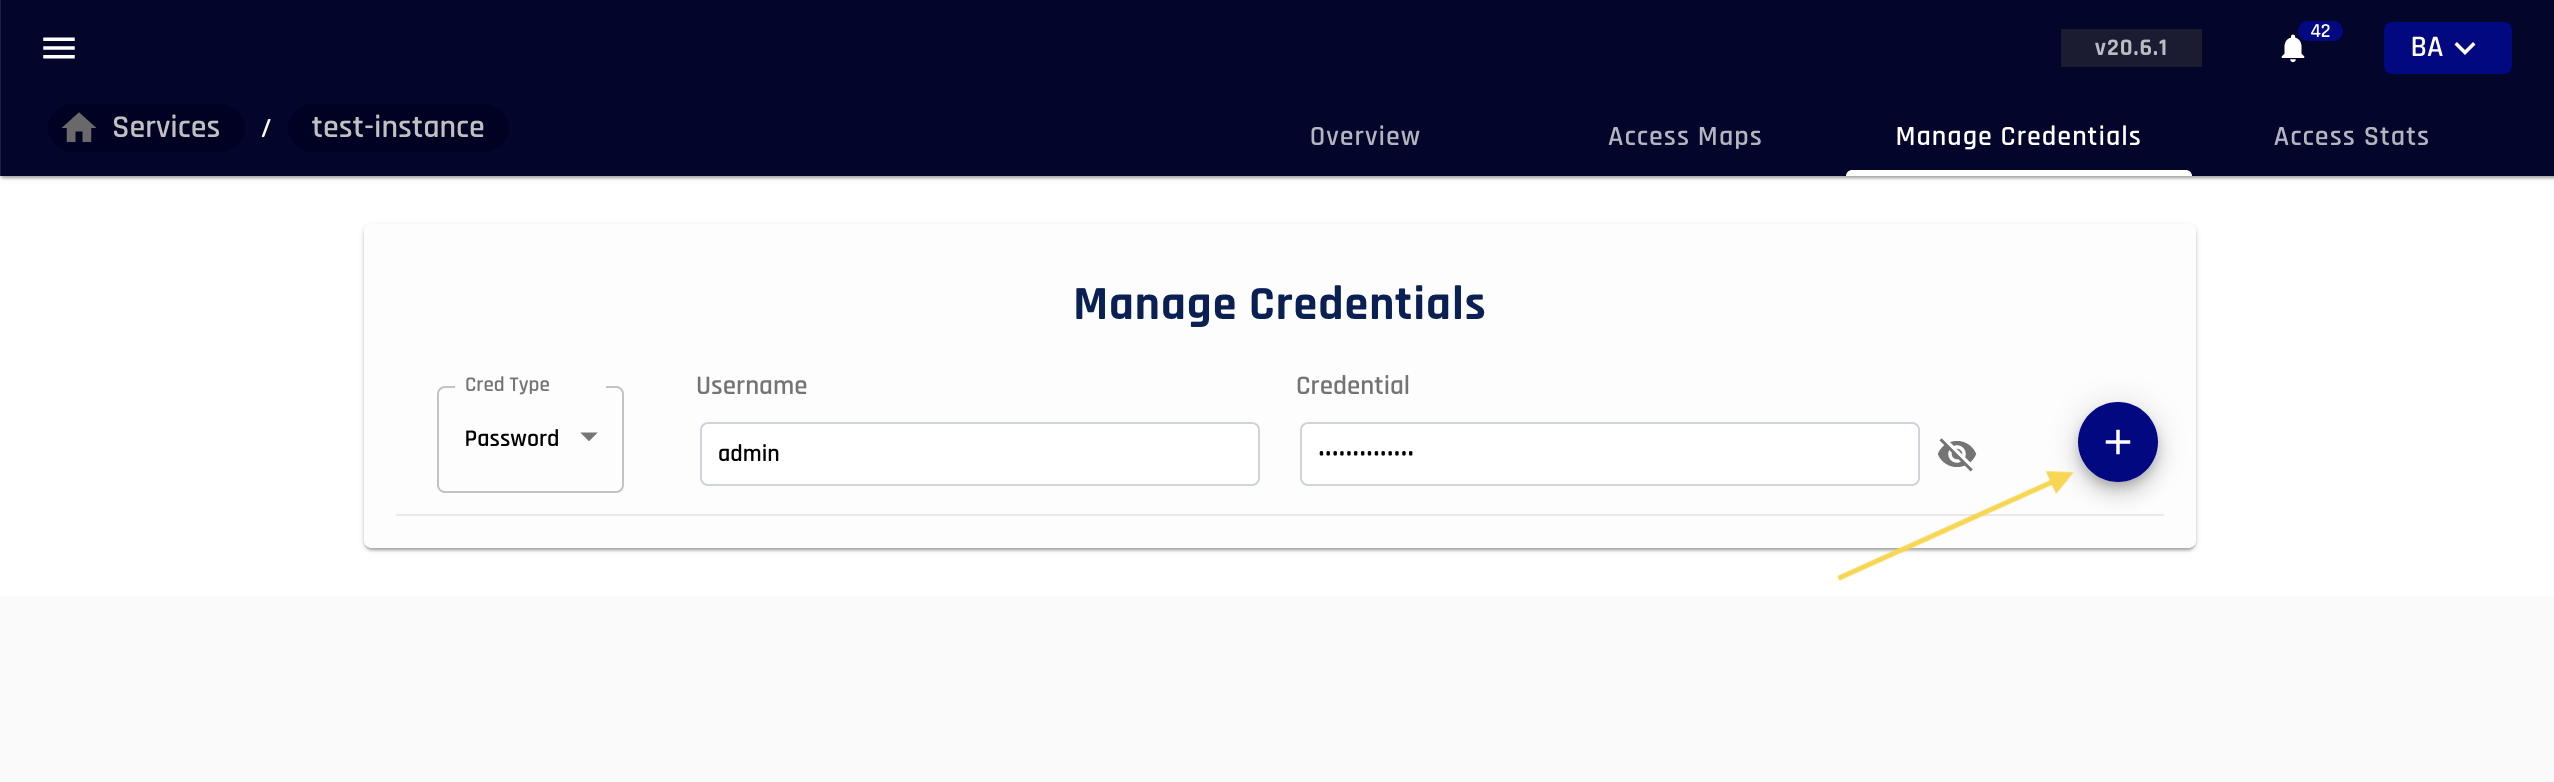 v20.6.1
42
BA
Services / test-instance
Overview
Access Maps
Manage Credentials
Access Stats
Manage Credentials
Cred Type
Username
Credential
Password
admin
••••••••••••••